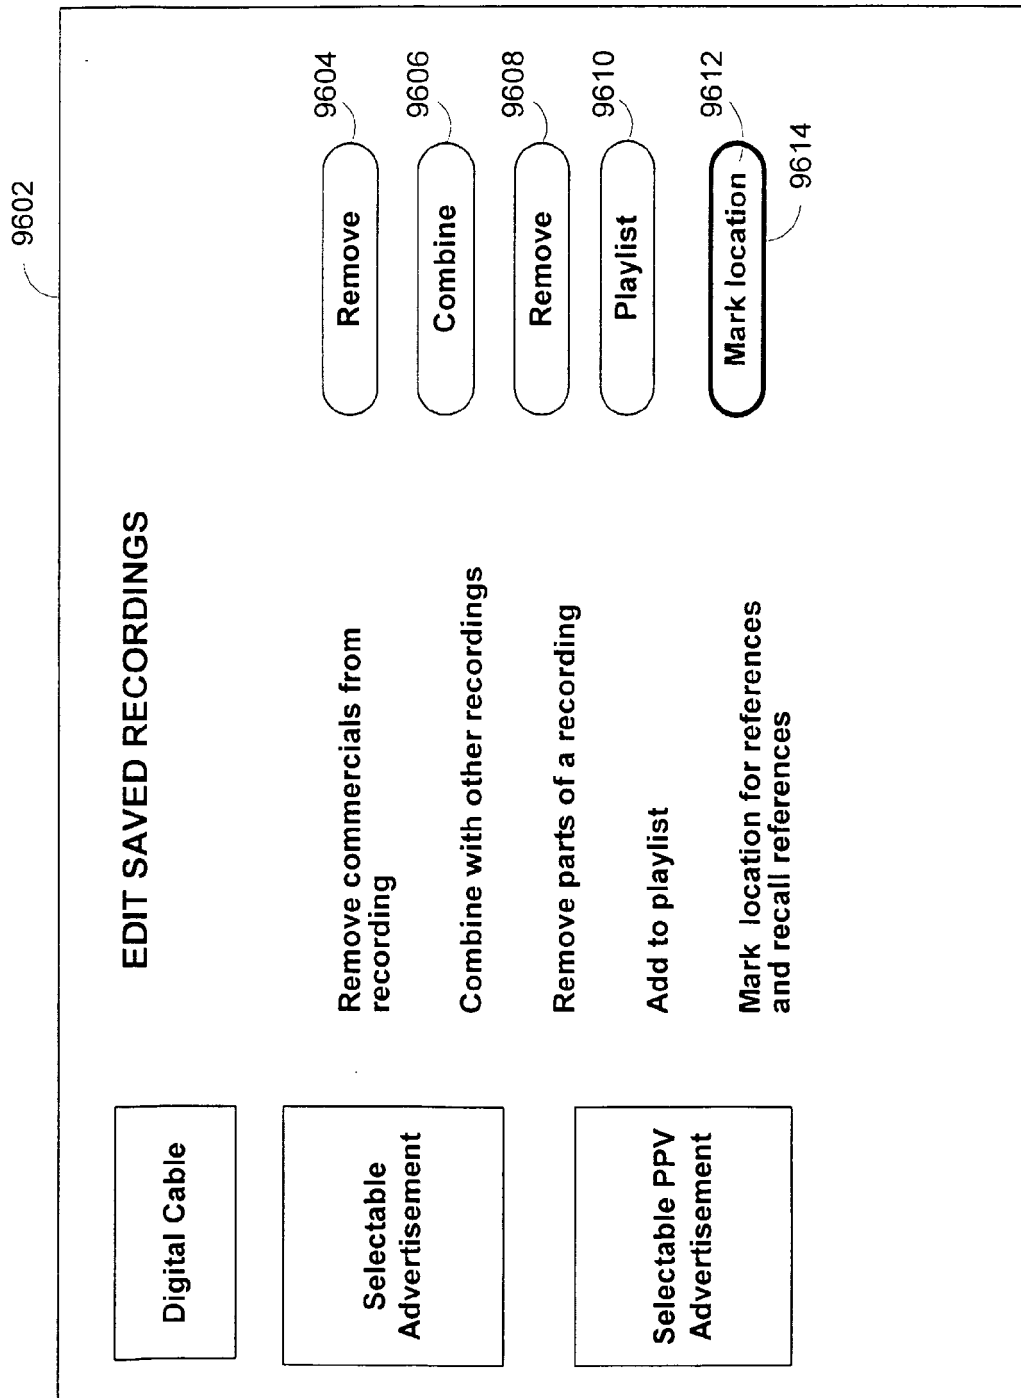 9602
EDIT SAVED RECORDINGS
Digital Cable
Selectable
Advertisement
Selectable PPV
Advertisement
Remove commercials from
recording
Remove
9604
Combine with other recordings
Combine
9606
Remove parts of a recording
Remove
9608
Add to playlist
Playlist
9610
Mark location for references
and recall references
Mark location
9612
9614